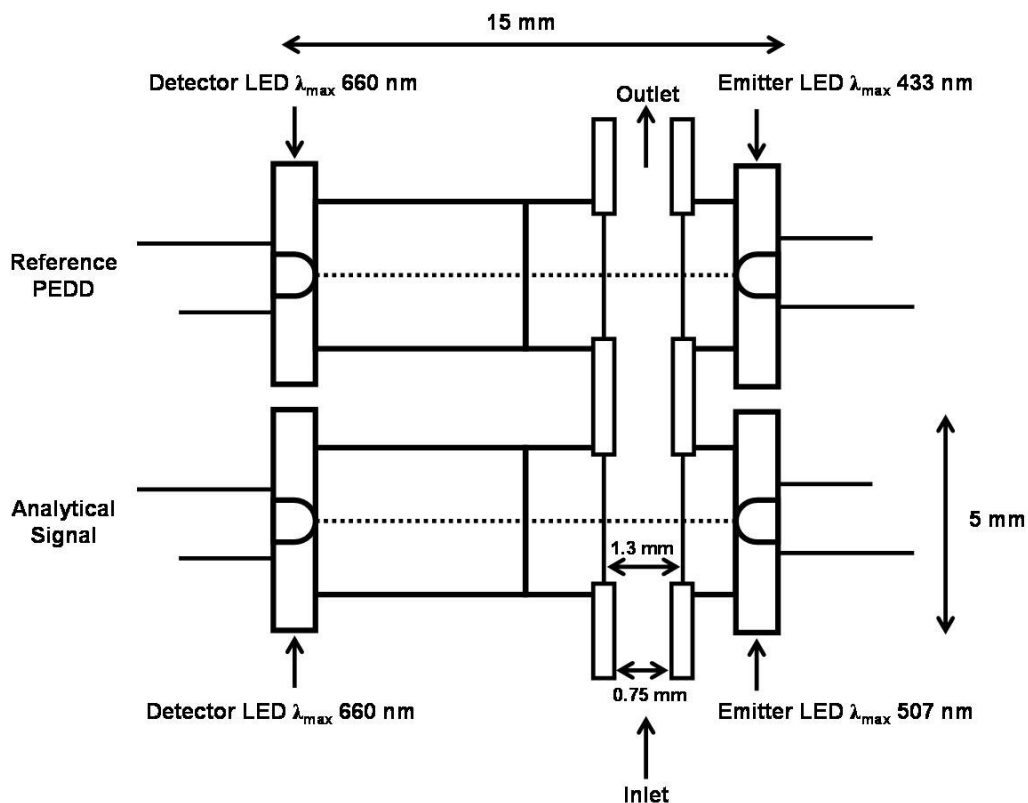 15 mm
Detector LED λmax 660 nm
Outlet
Emitter LED λmax 433 nm
Reference
PEDD
Analytical
Signal
1.3 mm
5 mm
0.75 mm
Detector LED λmax 660 nm
Emitter LED λmax 507 nm
Inlet